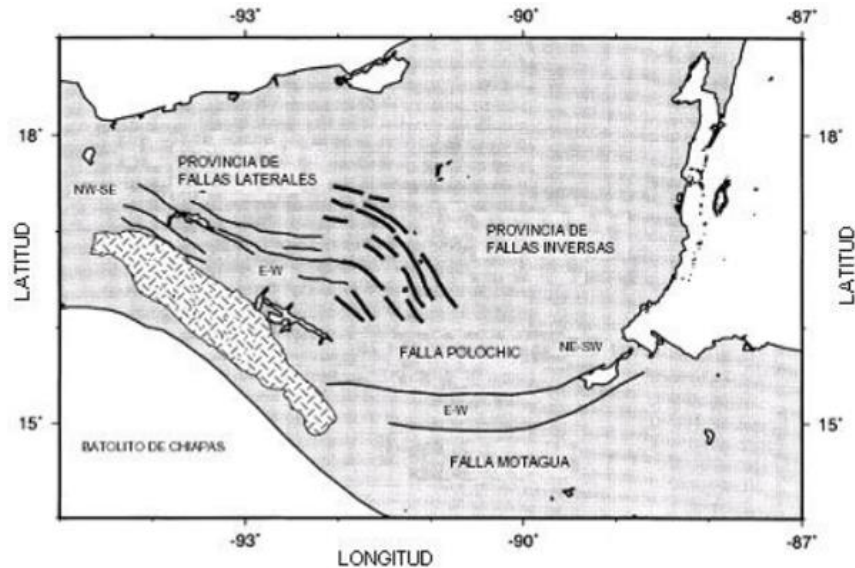 -93° -90° -87°
18° 18°
PROVINCIA DE
FALLAS LATERALES
NW-SE
PROVINCIA DE
FALLAS INVERSAS
LATITUD
LATITUD
E-W
FALLA POLOCHIC
NE-SW
15° 15°
E-W
BATOLITO DE CHIAPAS
FALLA MOTAGUA
-93° -90° -87°
LONGITUD